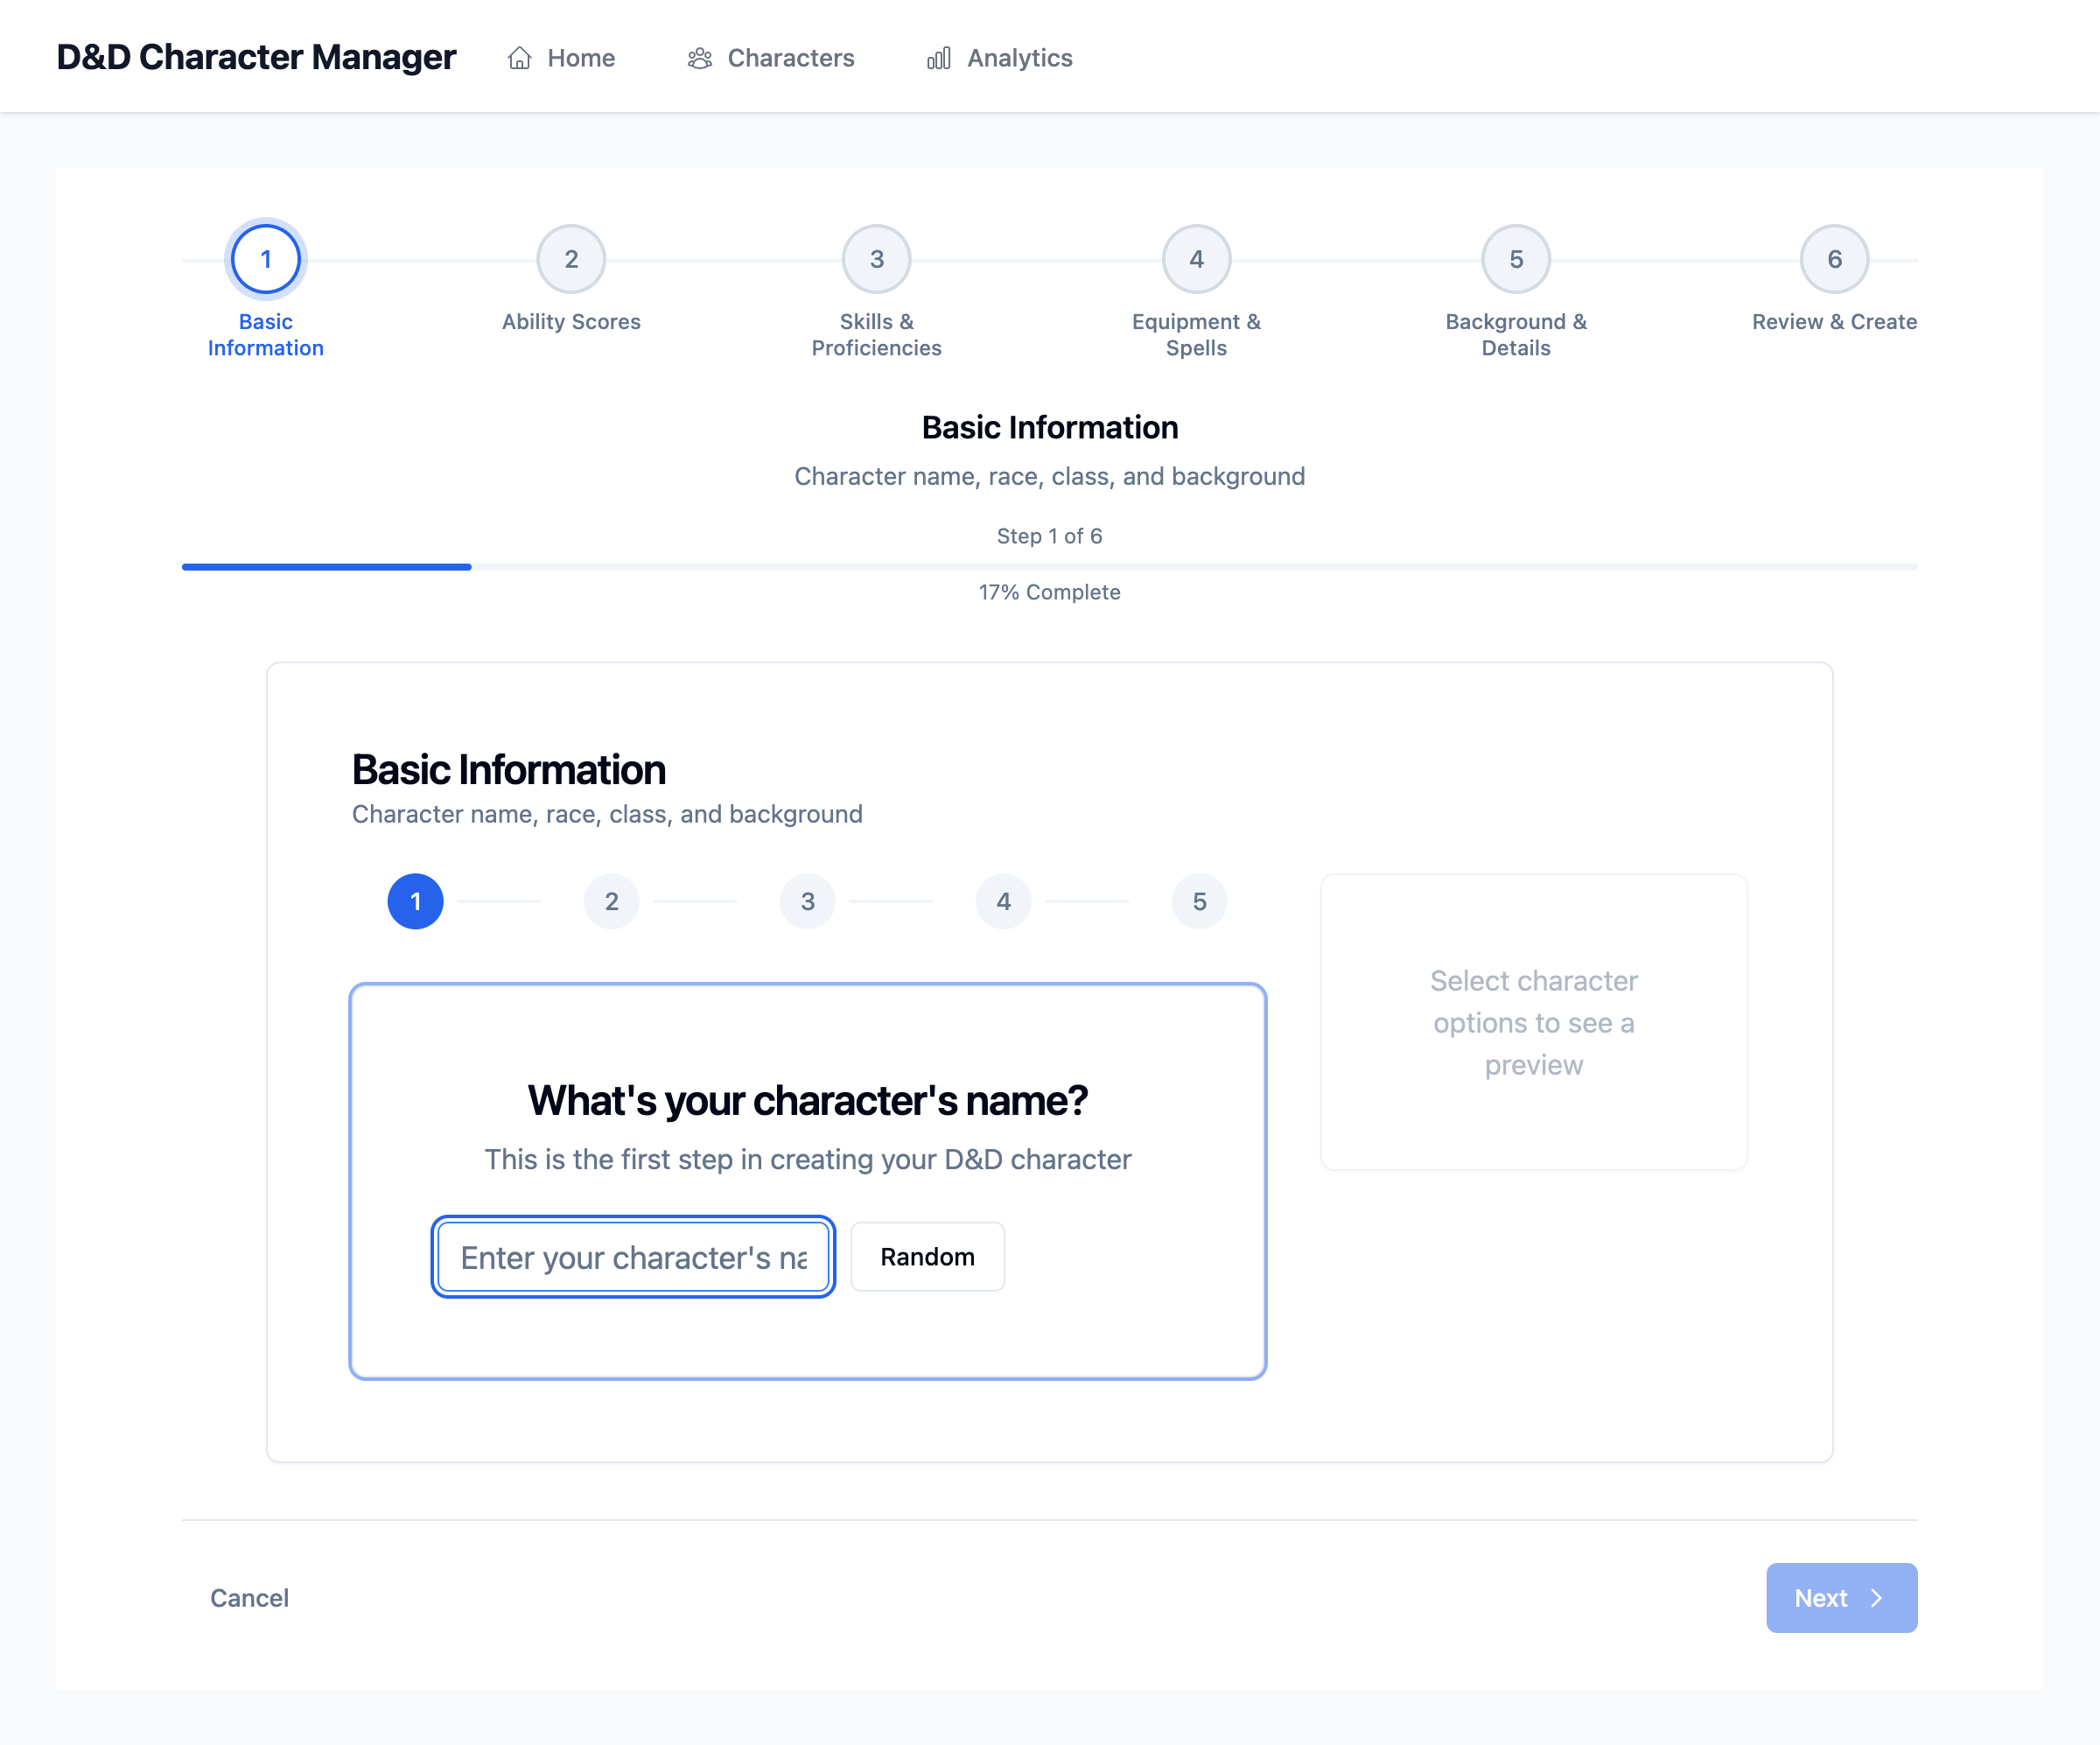 D&D Character Manager
Home
Characters
Analytics
1
2
3
4
5
6
Basic
Information
Ability Scores
Skills &
Proficiencies
Equipment &
Spells
Background &
Details
Review & Create
Basic Information
Character name, race, class, and background
Step 1 of 6
17% Complete
Basic Information
Character name, race, class, and background
1
2
3
4
5
Select character
options to see a
preview
What's your character's name?
This is the first step in creating your D&D character
Enter your character's na
Random
Cancel
Next